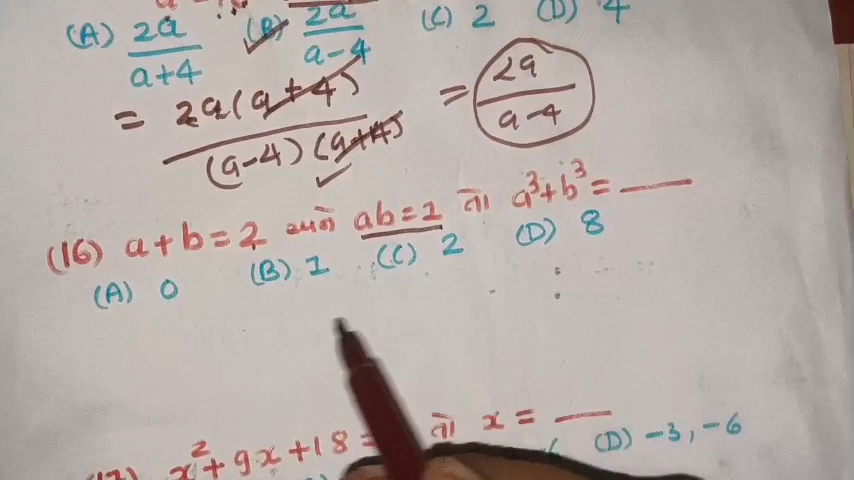 (A) 2a/a+4 (B) 2a/a-4 (C) 2 (D) 4
= 2a(a+4)/(a-4)(a+4) = 2a/a-4
(16) a+b=2 અને ab=1 તો a³+b³= ___
(A) 0 (B) 1 (C) 2 (D) 8
x²+9x+18= તો x = ___
(D) -3, -6